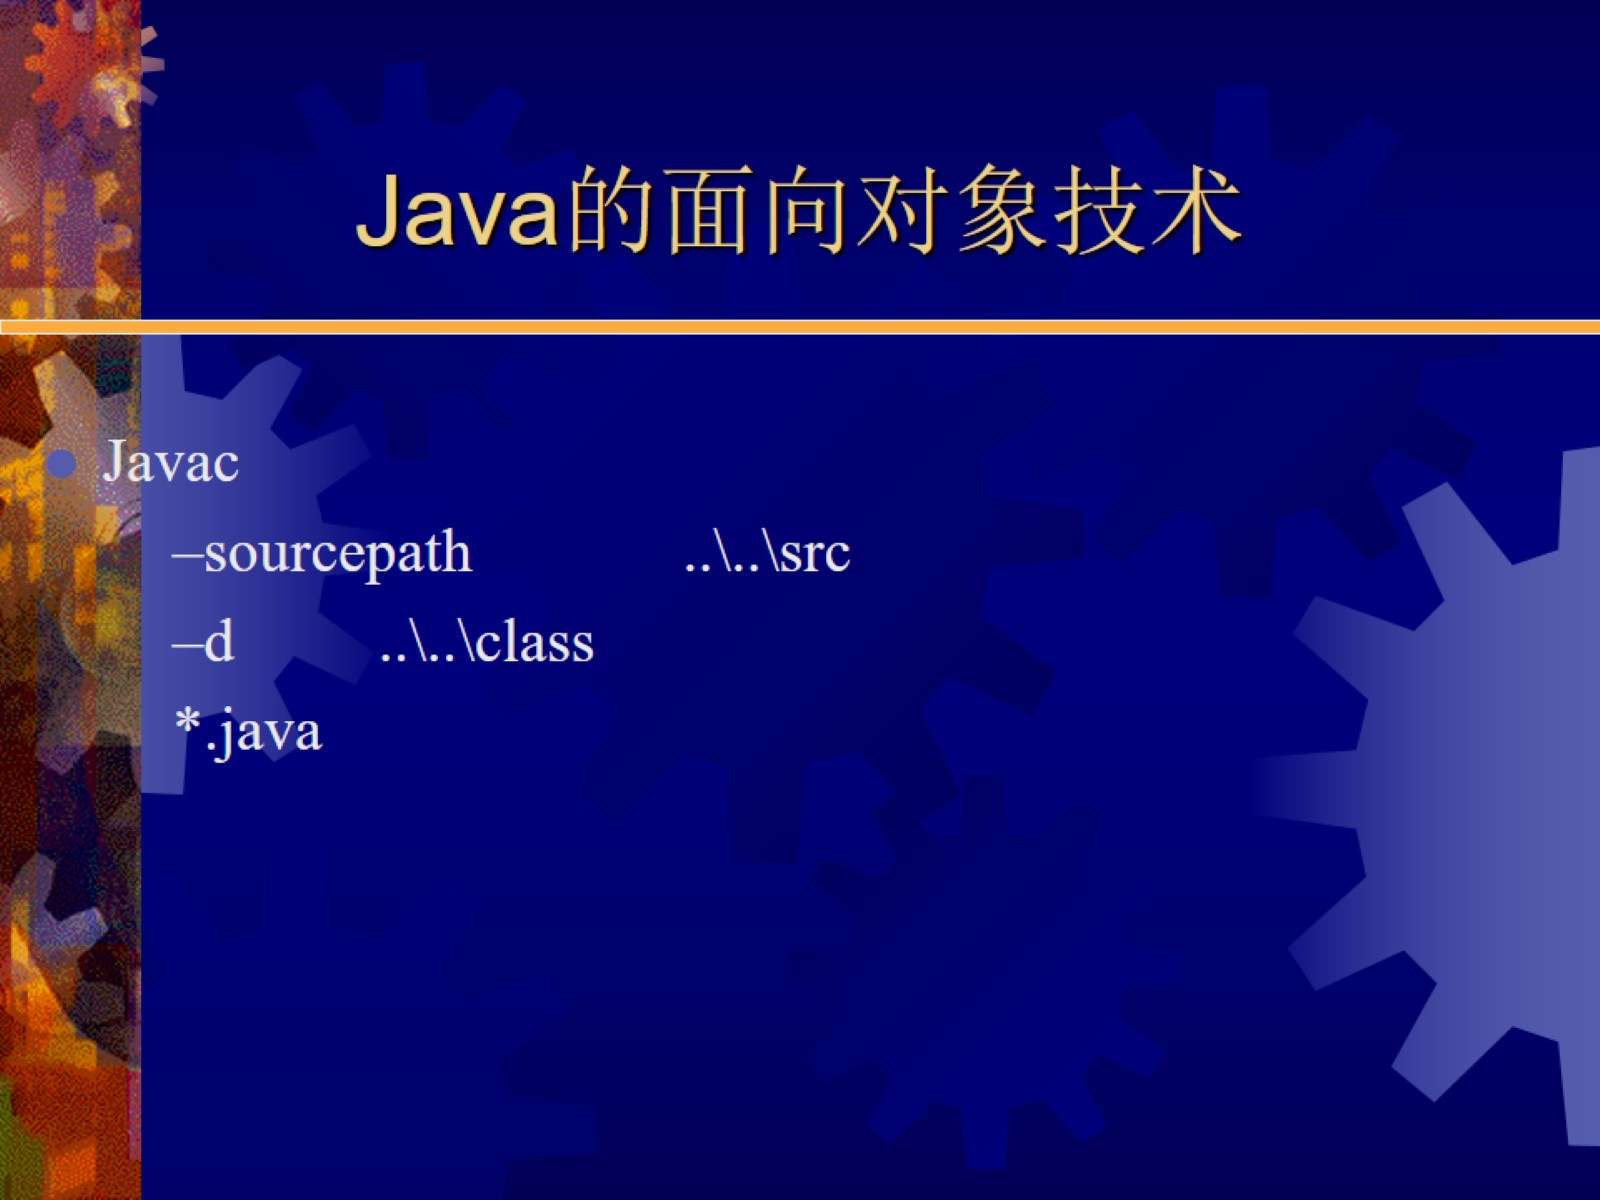 Java的面向对象技术
Javac
–sourcepath ..\..\src
–d ..\..\class
*.java